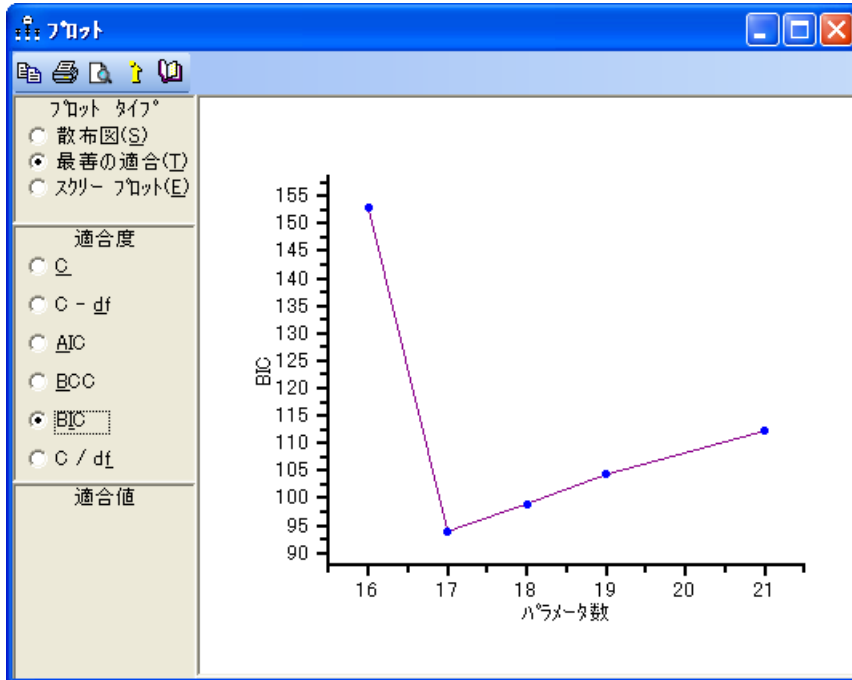 プロット
プロット タイプ
散布図(S)
最善の適合(T)
スクリー プロット(E)
適合度
C
C - df
AIC
BCC
BIC
C / df
適合値
155
150
145
140
135
130
125
120
115
110
105
100
95
90
BIC
16 17 18 19 20 21
パラメータ数